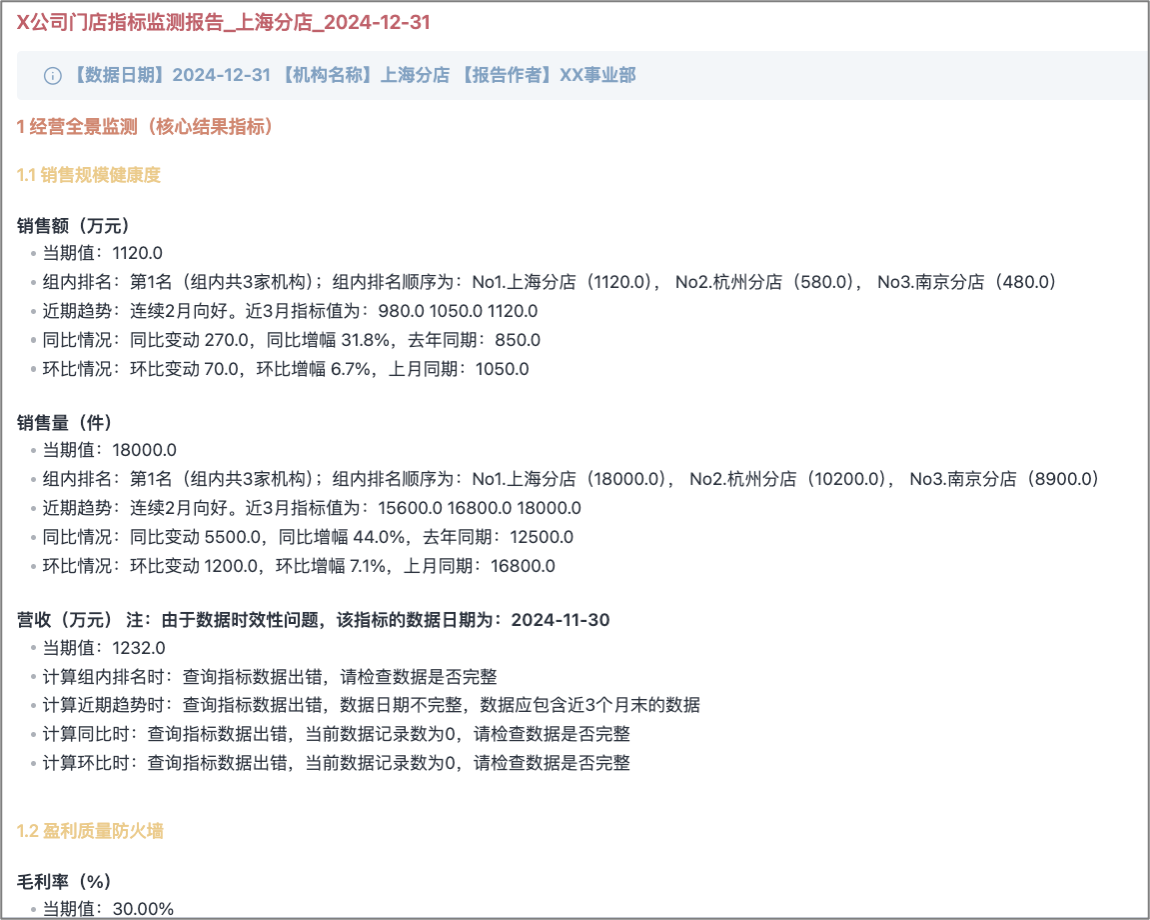 X公司门店指标监测报告_上海分店_2024-12-31
【数据日期】2024-12-31 【机构名称】上海分店 【报告作者】XX事业部
1 经营全景监测（核心结果指标）
1.1 销售规模健康度
销售额（万元）
当期值：1120.0
组内排名：第1名（组内共3家机构）；组内排名顺序为：No1.上海分店（1120.0）， No2.杭州分店（580.0）， No3.南京分店（480.0）
近期趋势：连续2月向好。近3月指标值为：980.0 1050.0 1120.0
同比情况：同比变动 270.0，同比增幅 31.8%，去年同期：850.0
环比情况：环比变动 70.0，环比增幅 6.7%，上月同期：1050.0
销售量（件）
当期值：18000.0
组内排名：第1名（组内共3家机构）；组内排名顺序为：No1.上海分店（18000.0）， No2.杭州分店（10200.0）， No3.南京分店（8900.0）
近期趋势：连续2月向好。近3月指标值为：15600.0 16800.0 18000.0
同比情况：同比变动 5500.0，同比增幅 44.0%，去年同期：12500.0
环比情况：环比变动 1200.0，环比增幅 7.1%，上月同期：16800.0
营收（万元） 注：由于数据时效性问题，该指标的数据日期为：2024-11-30
当期值：1232.0
计算组内排名时：查询指标数据出错，请检查数据是否完整
计算近期趋势时：查询指标数据出错，数据日期不完整，数据应包含近3个月末的数据
计算同比时：查询指标数据出错，当前数据记录数为0，请检查数据是否完整
计算环比时：查询指标数据出错，当前数据记录数为0，请检查数据是否完整
1.2 盈利质量防火墙
毛利率（%）
当期值：30.00%